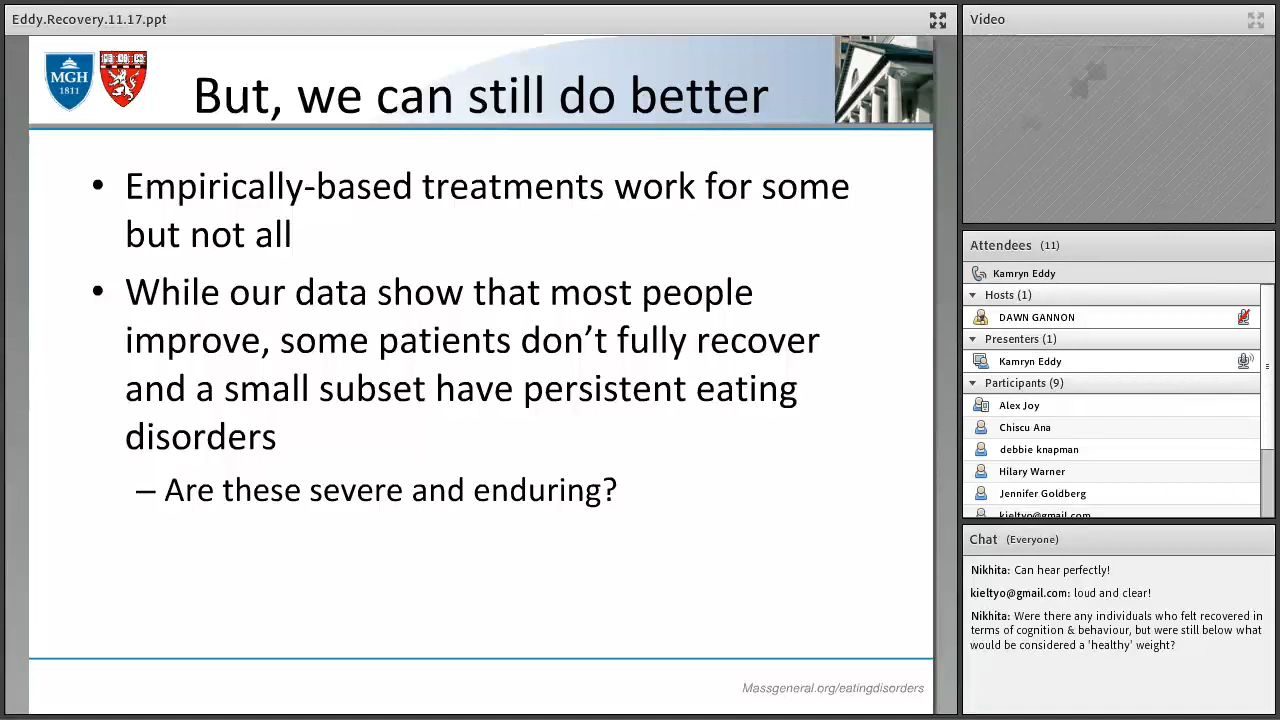 Eddy.Recovery.11.17.ppt
MGH
1811
But, we can still do better
• Empirically-based treatments work for some
but not all
• While our data show that most people
improve, some patients don’t fully recover
and a small subset have persistent eating
disorders
– Are these severe and enduring?
Massgeneral.org/eatingdisorders
Video
Attendees (11)
Kamryn Eddy
Hosts (1)
DAWN GANNON
Presenters (1)
Kamryn Eddy
Participants (9)
Alex Joy
Chiscu Ana
debbie knapman
Hilary Warner
Jennifer Goldberg
kieltyo@gmail.com
Chat (Everyone)
Nikhita: Can hear perfectly!
kieltyo@gmail.com: loud and clear!
Nikhita: Were there any individuals who felt recovered in
terms of cognition & behaviour, but were still below what
would be considered a 'healthy' weight?